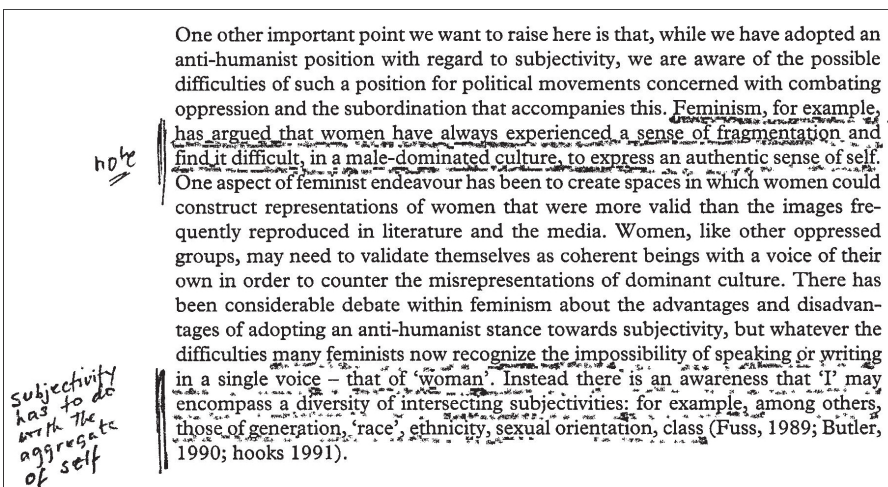 One other important point we want to raise here is that, while we have adopted an
anti-humanist position with regard to subjectivity, we are aware of the possible
difficulties of such a position for political movements concerned with combating
oppression and the subordination that accompanies this. Feminism, for example,
has argued that women have always experienced a sense of fragmentation and
find it difficult, in a male-dominated culture, to express an authentic sense of self.
One aspect of feminist endeavour has been to create spaces in which women could
construct representations of women that were more valid than the images fre-
quently reproduced in literature and the media. Women, like other oppressed
groups, may need to validate themselves as coherent beings with a voice of their
own in order to counter the misrepresentations of dominant culture. There has
been considerable debate within feminism about the advantages and disadvan-
tages of adopting an anti-humanist stance towards subjectivity, but whatever the
difficulties many feminists now recognize the impossibility of speaking or writing
in a single voice – that of ‘woman’. Instead there is an awareness that ‘I’ may
encompass a diversity of intersecting subjectivities: for example, among others,
those of generation, ‘race’, ethnicity, sexual orientation, class (Fuss, 1989; Butler,
1990; hooks 1991).
note
subjectivity
has to do
with the
aggregate
of self